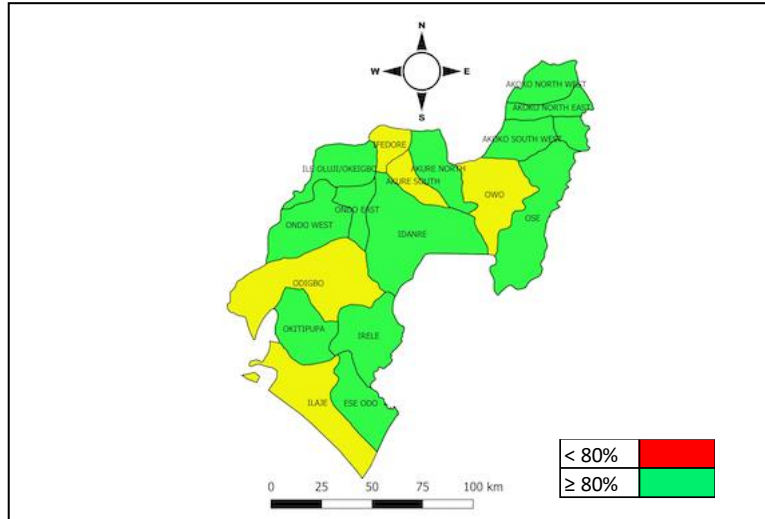 N
W E
S
AKOKO NORTH WEST
AKOKO NORTH EAST
AKOKO SOUTH WEST
IFEDORE
ILE OLUJI/OKEIGBO
AKURE NORTH
AKURE SOUTH
OWO
ONDO EAST
OSE
ONDO WEST
IDANRE
ODIGBO
OKITIPUPA
IRELE
ILAJE
ESE ODO
< 80%
≥ 80%
0 25 50 75 100 km